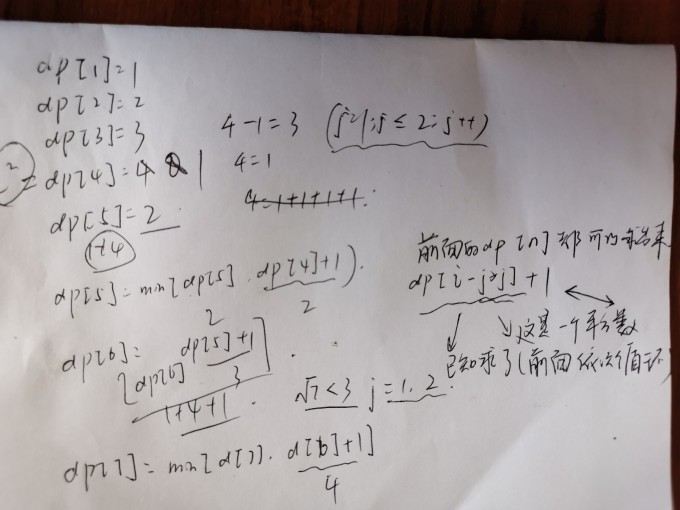 dp[1]=1
dp[2]=2
dp[3]=3
4-1=3 (j=1;j≤2;j++)
2 = dp[4]=4 2 1
4=1
4=1+1+1+1.
dp[5]=2
1+4
前面的dp[n]都可以求出来
dp[i-j*j]+1
dp[5]=min[dp[5].dp[4]+1).
2 2
这是一个平方数
已知求了(前面依次循环)
dp[6]= dp[5]+1
[dp[6] 3]
1+4+1
√7<3 j=1.2.
dp[7]=min[d[7].d[6]+1]
4